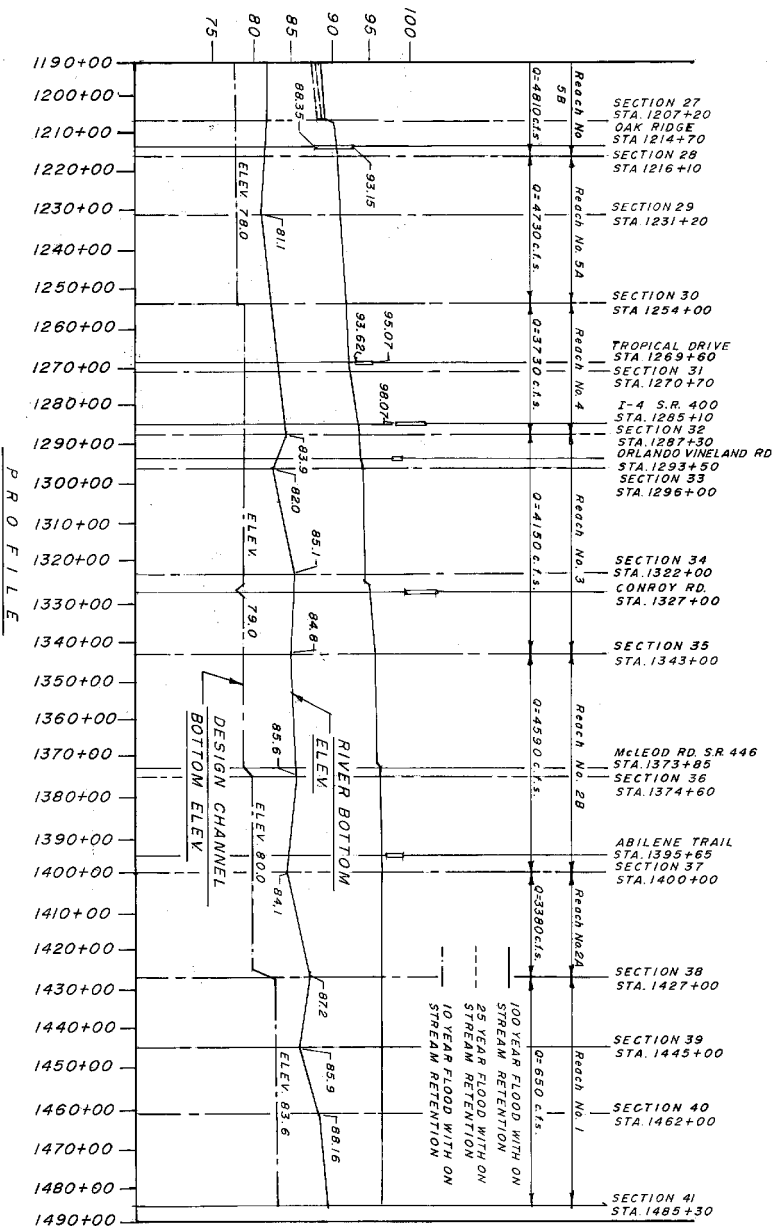 75
80
85
90
95
100
1190+00
1200+00
1210+00
1220+00
1230+00
1240+00
1250+00
1260+00
1270+00
1280+00
1290+00
1300+00
1310+00
1320+00
1330+00
1340+00
1350+00
1360+00
1370+00
1380+00
1390+00
1400+00
1410+00
1420+00
1430+00
1440+00
1450+00
1460+00
1470+00
1480+00
1490+00
SECTION 27
STA. 1207+20
OAK RIDGE
STA 1214+70
SECTION 28
STA 1216+10
SECTION 29
STA. 1231+20
SECTION 30
STA 1254+00
TROPICAL DRIVE
STA. 1269+60
SECTION 31
STA. 1270+70
I-4 S.R. 400
STA. 1285+10
SECTION 32
STA. 1287+30
ORLANDO VINELAND RD
STA. 1293+50
SECTION 33
STA. 1296+00
SECTION 34
STA. 1322+00
CONROY RD.
STA. 1327+00
SECTION 35
STA. 1343+00
McLEOD RD. S.R. 446
STA. 1373+85
SECTION 36
STA. 1374+60
ABILENE TRAIL
STA. 1395+65
SECTION 37
STA. 1400+00
SECTION 38
STA. 1427+00
SECTION 39
STA. 1445+00
SECTION 40
STA. 1462+00
SECTION 41
STA. 1485+30
Reach No
5B
Reach No. 5A
Reach No. 4
Reach No. 3
Reach No. 2B
Reach No.2A
Reach No. 1
Q=4810 c.f.s.
Q=4730 c.f.s.
Q=3730 c.f.s.
Q=4150 c.f.s.
Q=4590 c.f.s.
Q=3380 c.f.s.
Q=650 c.f.s.
88.35
93.15
81.1
95.07
93.62
98.07
83.9
82.0
85.1
84.8
85.6
84.1
87.2
85.9
88.16
ELEV 78.0
ELEV. 79.0
ELEV. 80.0
ELEV. 83.6
RIVER BOTTOM
ELEV.
DESIGN CHANNEL
BOTTOM ELEV.
100 YEAR FLOOD WITH ON
STREAM RETENTION
25 YEAR FLOOD WITH ON
STREAM RETENTION
10 YEAR FLOOD WITH ON
STREAM RETENTION
PROFILE